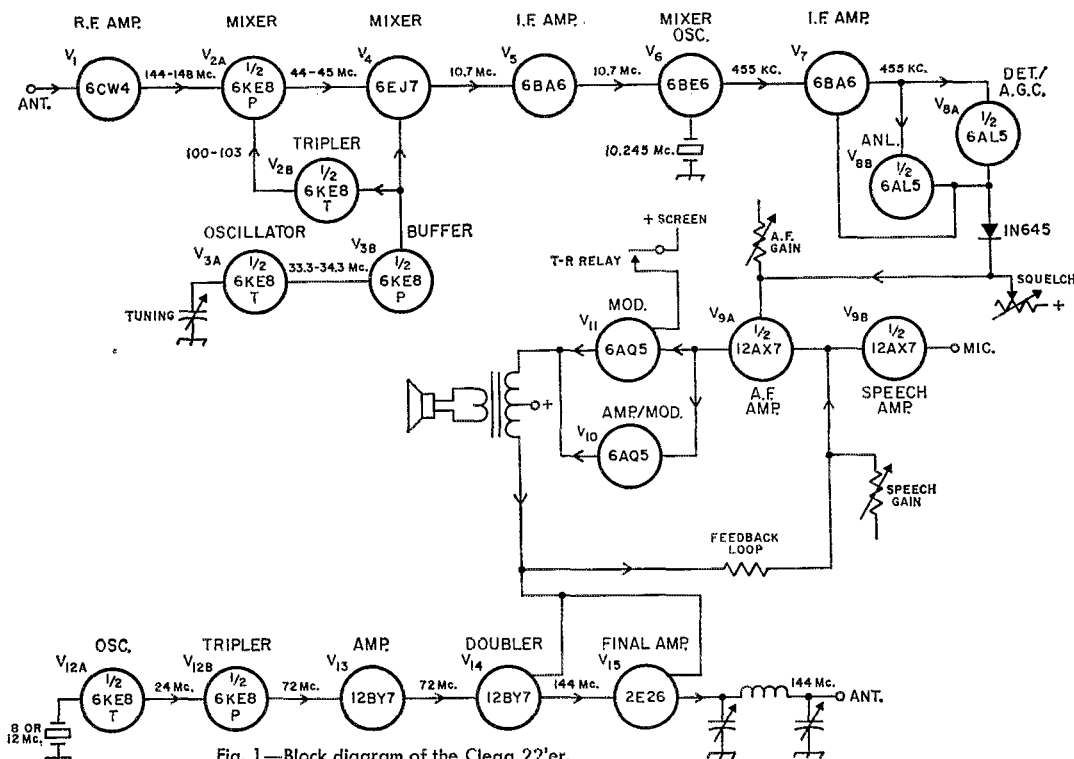 R.F. AMP.
MIXER
MIXER
I.F. AMP.
MIXER
OSC.
I.F. AMP.
V1
6CW4
ANT.
144-148 Mc.
V2A
1/2
6KE8
P
44-45 Mc.
V4
6EJ7
10.7 Mc.
V5
6BA6
10.7 Mc.
V6
6BE6
455 KC.
V7
6BA6
455 KC.
DET./
A.G.C.
V8A
1/2
6AL5
ANL.
V8B
1/2
6AL5
10.245 Mc.
100-103
TRIPLER
V2B
1/2
6KE8
T
OSCILLATOR
V3A
1/2
6KE8
T
33.3-34.3 Mc.
BUFFER
V3B
1/2
6KE8
P
TUNING
+ SCREEN
T-R RELAY
A.F.
GAIN
IN645
SQUELCH
+
MOD.
V11
6AQ5
V9A
1/2
12AX7
A.F.
AMP.
V9B
1/2
12AX7
SPEECH
AMP.
MIC.
+
AMP./MOD.
V10
6AQ5
SPEECH
GAIN
FEEDBACK
LOOP
OSC.
V12A
1/2
6KE8
T
8 OR
12 Mc.
24 Mc.
TRIPLER
V12B
1/2
6KE8
P
72 Mc.
AMP.
V13
12BY7
72 Mc.
DOUBLER
V14
12BY7
144 Mc.
FINAL AMP.
V15
2E26
144 Mc.
ANT.
Fig. 1—Block diagram of the Clegg 22'er